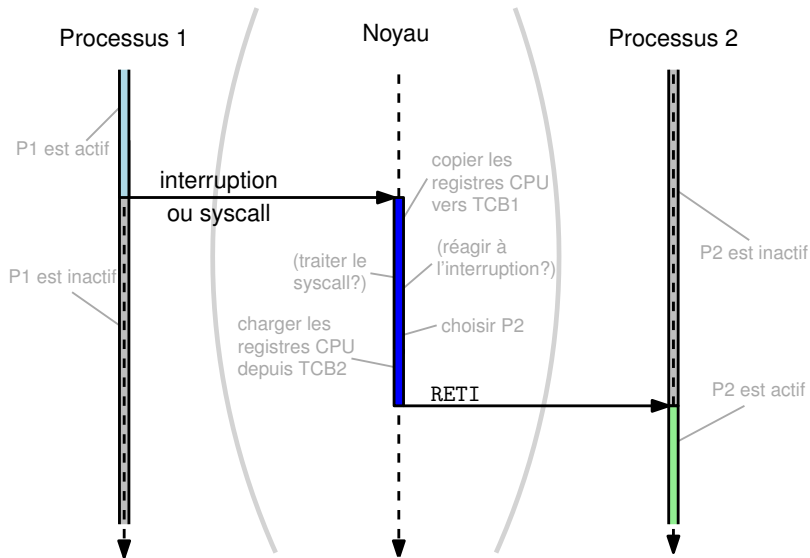 Processus 1
Noyau
Processus 2
P1 est actif
copier les
registres CPU
vers TCB1
interruption
ou syscall
P1 est inactif
(traiter le
syscall?)
(réagir à
l'interruption?)
P2 est inactif
charger les
registres CPU
depuis TCB2
choisir P2
RETI
P2 est actif